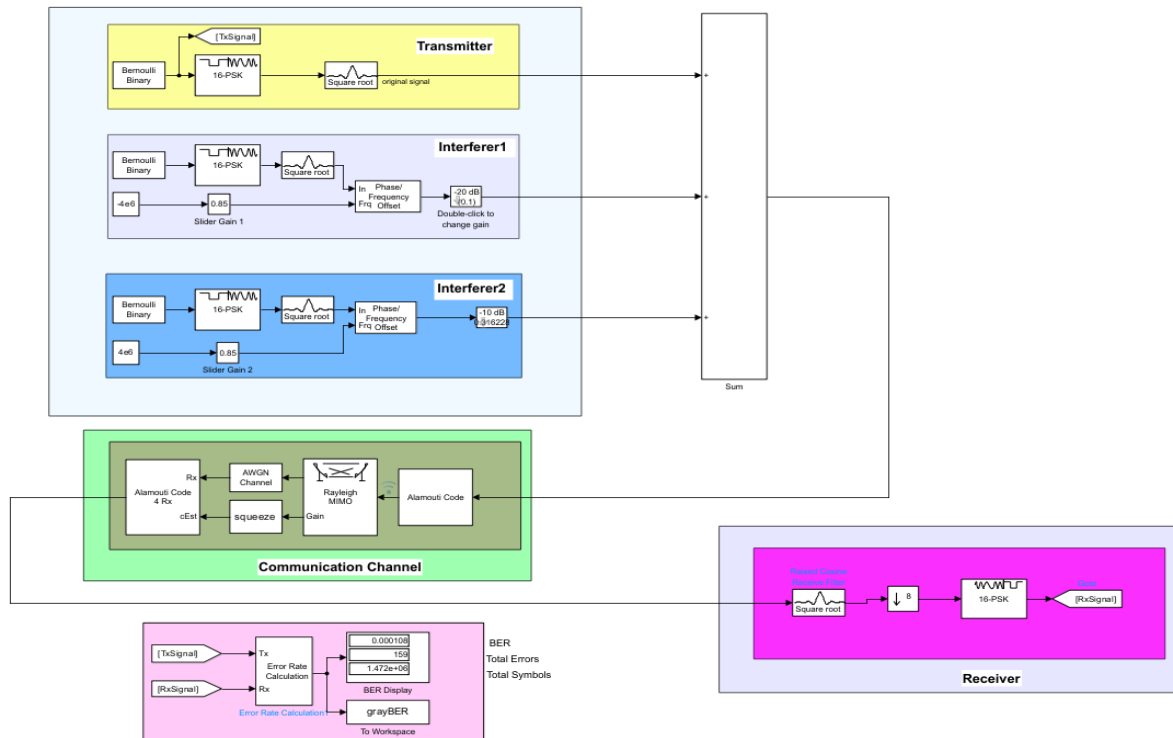 Transmitter
[TxSignal]
Bernoulli
Binary
16-PSK
Square root
original signal
+
Interferer1
Bernoulli
Binary
16-PSK
Square root
-4e6
0.85
Slider Gain 1
In
Frq
Phase/
Frequency
Offset
-20 dB
(0.1)
Double-click to
change gain
+
Interferer2
Bernoulli
Binary
16-PSK
Square root
4e6
0.85
Slider Gain 2
In
Frq
Phase/
Frequency
Offset
-10 dB
0.316228
+
Sum
Alamouti Code
4 Rx
Rx
cEst
AWGN
Channel
squeeze
Rayleigh
MIMO
Gain
Alamouti Code
Communication Channel
Raised Cosine
Receive Filter
Square root
8
16-PSK
[RxSignal]
Receiver
[TxSignal]
[RxSignal]
Tx
Rx
Error Rate
Calculation
Error Rate Calculation1
0.000108
159
1.472e+06
BER Display
BER
Total Errors
Total Symbols
grayBER
To Workspace